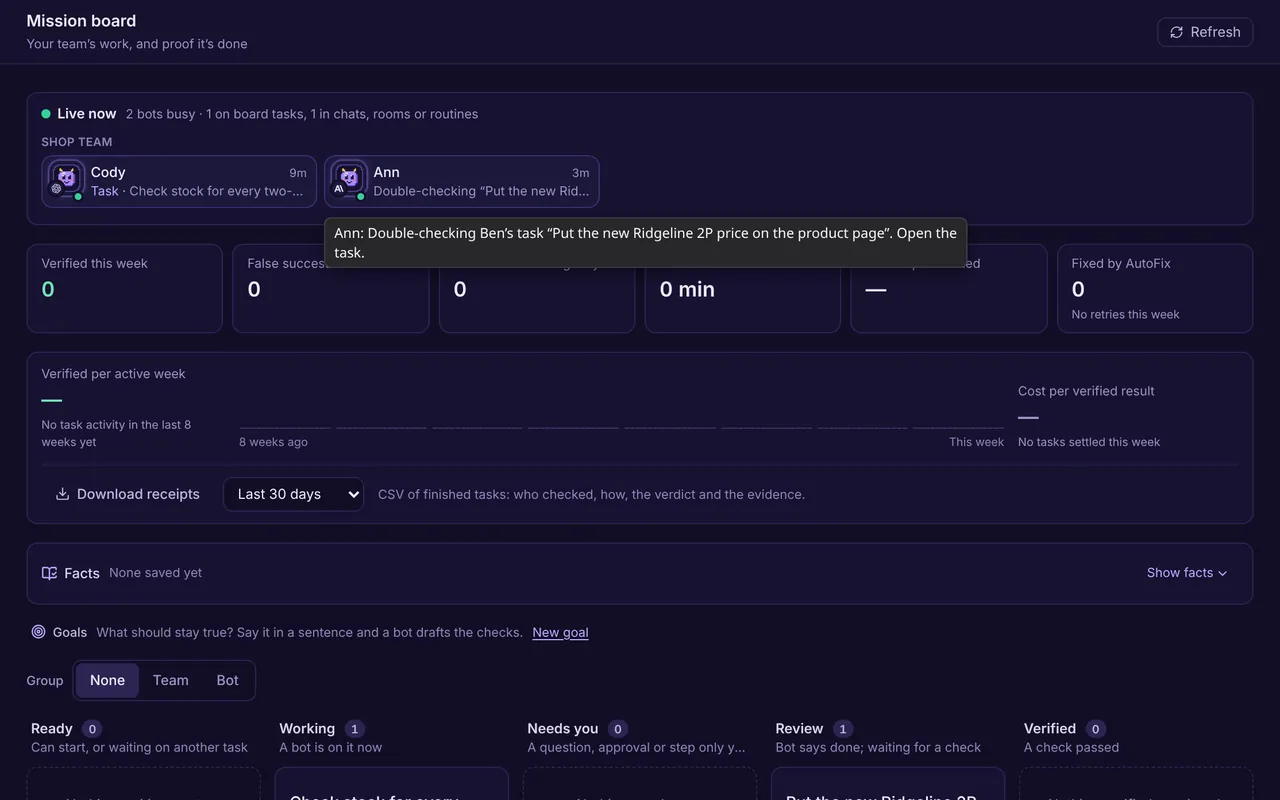 Mission board
Your team's work, and proof it's done
Refresh
Live now 2 bots busy · 1 on board tasks, 1 in chats, rooms or routines
SHOP TEAM
Cody 9m
Task · Check stock for every two-...
Ann 3m
Double-checking “Put the new Rid...
Ann: Double-checking Ben’s task “Put the new Ridgeline 2P price on the product page”. Open the
task.
Verified this week
0
False
0
0
0 min
—
Fixed by AutoFix
0
No retries this week
Verified per active week
—
No task activity in the last 8
weeks yet
8 weeks ago
This week
Cost per verified result
—
No tasks settled this week
Download receipts
Last 30 days
CSV of finished tasks: who checked, how, the verdict and the evidence.
Facts None saved yet
Show facts
Goals What should stay true? Say it in a sentence and a bot drafts the checks. New goal
Group None Team Bot
Ready 0
Can start, or waiting on another task
Working 1
A bot is on it now
Needs you 0
A question, approval or step only y...
Review 1
Bot says done; waiting for a check
Verified 0
A check passed
Check stock for every
Put the new Ridgeline 2P